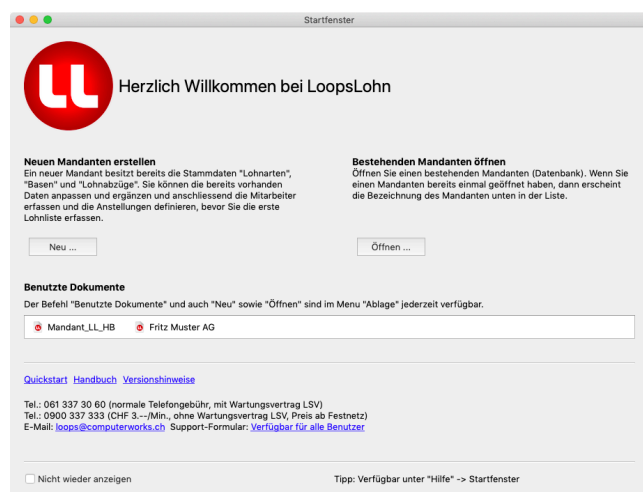 Startfenster
LL
Herzlich Willkommen bei LoopsLohn
Neuen Mandanten erstellen
Ein neuer Mandant besitzt bereits die Stammdaten "Lohnarten",
"Basen" und "Lohnabzüge". Sie können die bereits vorhanden
Daten anpassen und ergänzen und anschliessend die Mitarbeiter
erfassen und die Anstellungen definieren, bevor Sie die erste
Lohnliste erfassen.
Neu ...
Bestehenden Mandanten öffnen
Öffnen Sie einen bestehenden Mandanten (Datenbank). Wenn Sie
einen Mandanten bereits einmal geöffnet haben, dann erscheint
die Bezeichnung des Mandanten unten in der Liste.
Öffnen ...
Benutzte Dokumente
Der Befehl "Benutzte Dokumente" und auch "Neu" sowie "Öffnen" sind im Menu "Ablage" jederzeit verfügbar.
Mandant_LL_HB Fritz Muster AG
Quickstart Handbuch Versionshinweise
Tel.: 061 337 30 60 (normale Telefongebühr, mit Wartungsvertrag LSV)
Tel.: 0900 337 333 (CHF 3.--/Min., ohne Wartungsvertrag LSV, Preis ab Festnetz)
E-Mail: loops@computerworks.ch Support-Formular: Verfügbar für alle Benutzer
Nicht wieder anzeigen
Tipp: Verfügbar unter "Hilfe" -> Startfenster